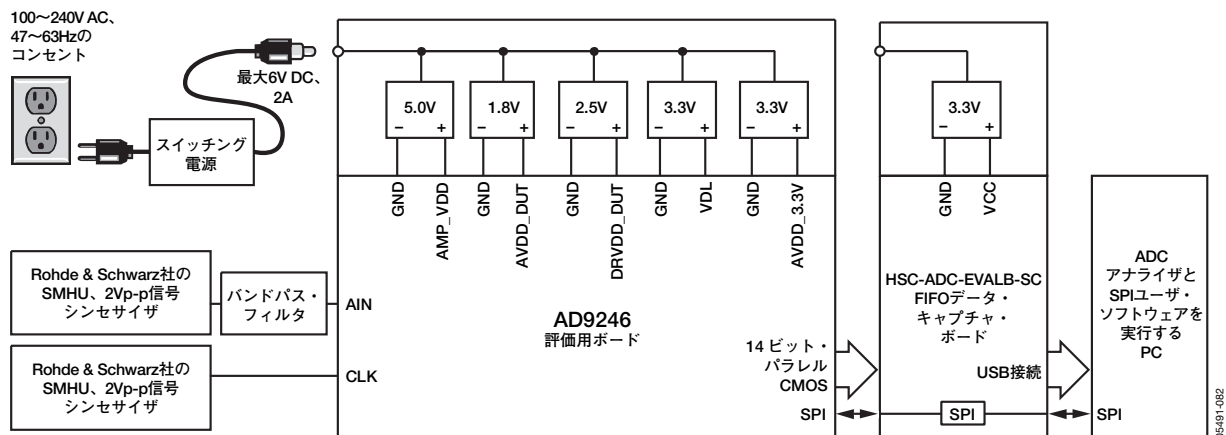 100～240V AC、
47～63Hzの
コンセント
最大6V DC、
2A
スイッチング
電源
5.0V
− +
1.8V
− +
2.5V
− +
3.3V
− +
3.3V
− +
3.3V
− +
GND
AMP_VDD
GND
AVDD_DUT
GND
DRVDD_DUT
GND
VDL
GND
AVDD_3.3V
GND
VCC
Rohde & Schwarz社の
SMHU、2Vp-p信号
シンセサイザ
バンドパス・
フィルタ
AIN
Rohde & Schwarz社の
SMHU、2Vp-p信号
シンセサイザ
CLK
AD9246
評価用ボード
14 ビット・
パラレル
CMOS
SPI
HSC-ADC-EVALB-SC
FIFOデータ・
キャプチャ・
ボード
USB接続
SPI
ADC
アナライザと
SPIユーザ・
ソフトウェアを
実行する
PC
SPI
05491-082